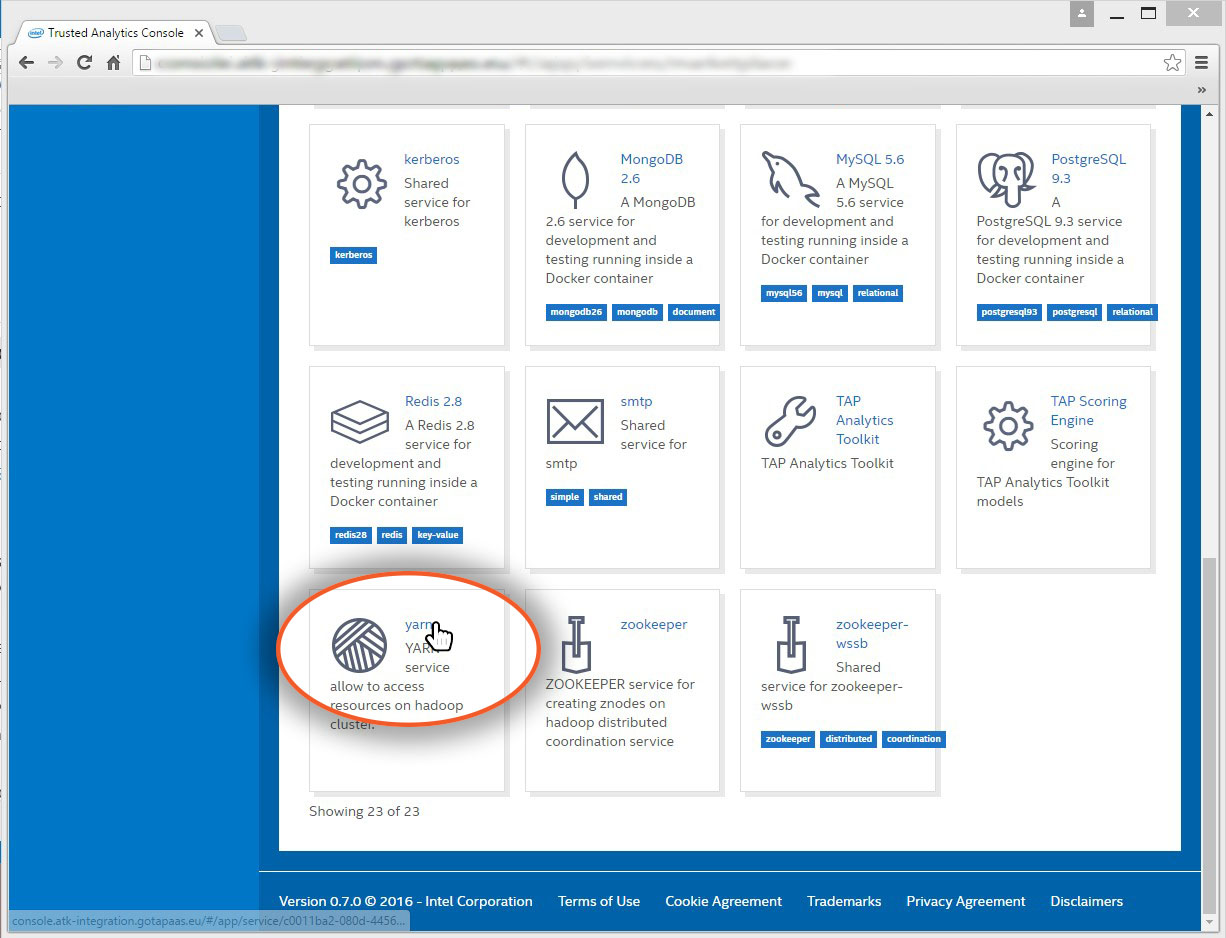 intel Trusted Analytics Console
kerberos
Shared
service for
kerberos
kerberos
MongoDB
2.6
A MongoDB
2.6 service for
development and
testing running inside a
Docker container
mongodb26 mongodb document
MySQL 5.6
A MySQL
5.6 service
for development and
testing running inside a
Docker container
mysql56 mysql relational
PostgreSQL
9.3
A
PostgreSQL 9.3 service
for development and
testing running inside a
Docker container
postgresql93 postgresql relational
Redis 2.8
A Redis 2.8
service for
development and
testing running inside a
Docker container
redis28 redis key-value
smtp
Shared
service for
smtp
simple shared
TAP
Analytics
Toolkit
TAP Analytics Toolkit
TAP Scoring
Engine
Scoring
engine for
TAP Analytics Toolkit
models
yarn
YARN
service
allow to access
resources on hadoop
cluster.
zookeeper
ZOOKEEPER service for
creating znodes on
hadoop distributed
coordination service
zookeeper-
wssb
Shared
service for zookeeper-
wssb
zookeeper distributed coordination
Showing 23 of 23
Version 0.7.0 © 2016 - Intel Corporation Terms of Use Cookie Agreement Trademarks Privacy Agreement Disclaimers
console.atk-integration.gotapaas.eu/#/app/service/c0011ba2-080d-4456...